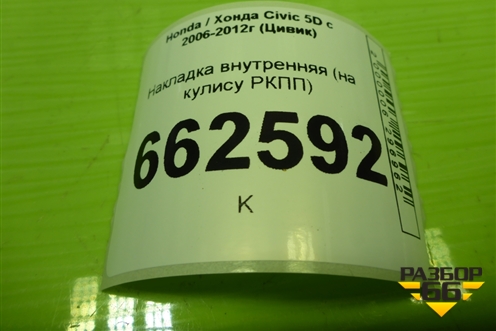 Honda / Хонда Civic 5D с
2006-2012г (Цивик)
Накладка внутренняя (на
кулису РКПП)
662592
К
РАЗБОР
66